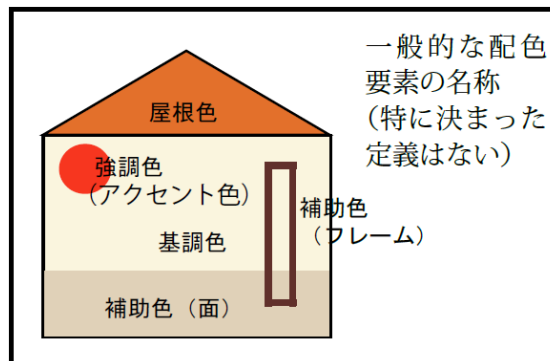 一般的な配色
要素の名称
（特に決まった
定義はない）
屋根色
強調色
（アクセント色）
補助色
（フレーム）
基調色
補助色（面）